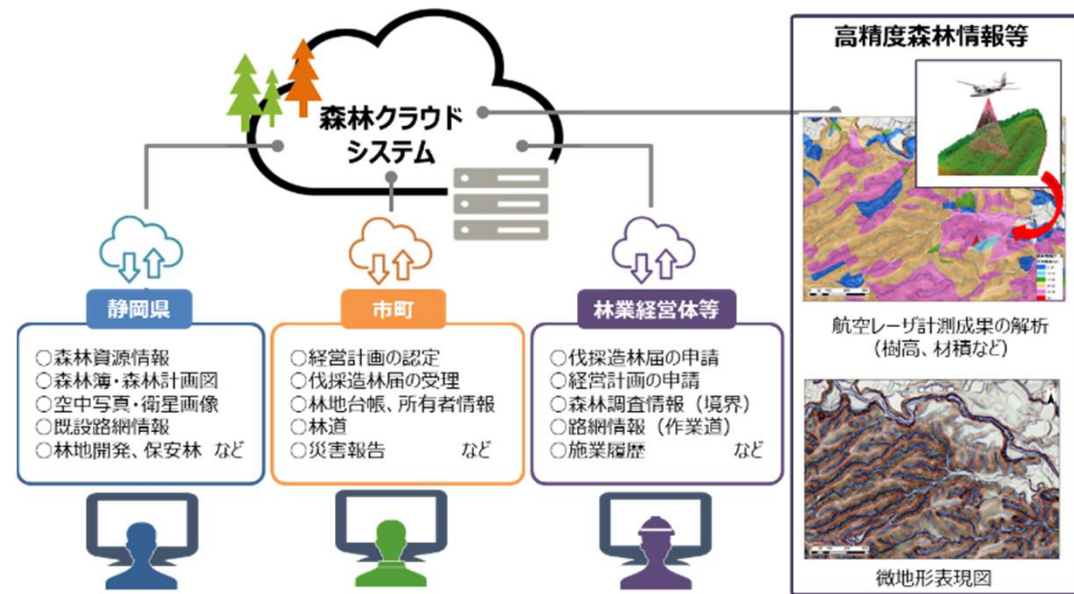 森林クラウド
システム
静岡県
○森林資源情報
○森林簿・森林計画図
○空中写真・衛星画像
○既設路網情報
○林地開発、保安林 など
市町
○経営計画の認定
○伐採造林届の受理
○林地台帳、所有者情報
○林道
○災害報告 など
林業経営体等
○伐採造林届の申請
○経営計画の申請
○森林調査情報（境界）
○路網情報（作業道）
○施業履歴 など
高精度森林情報等
航空レーザ計測成果の解析
（樹高、材積など）
微地形表現図